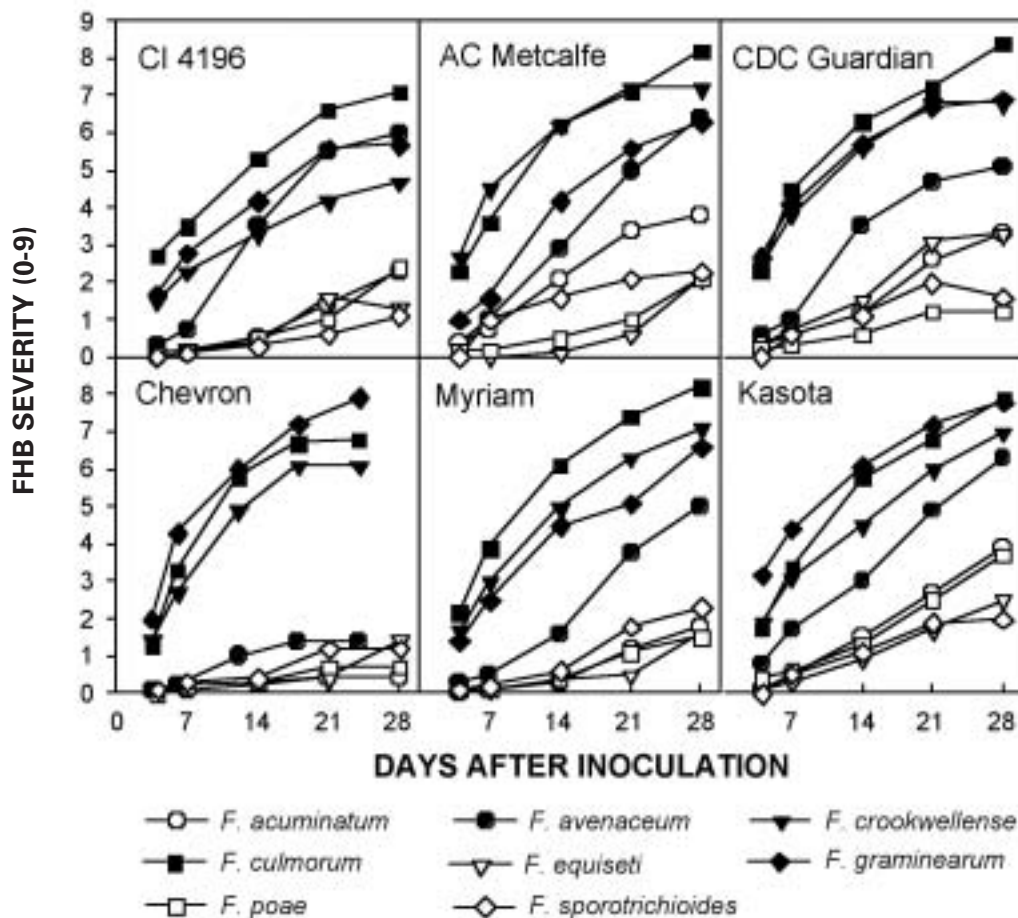 9
8
7
6
5
4
3
2
1
0
CI 4196
AC Metcalfe
CDC Guardian
FHB SEVERITY (0-9)
8
7
6
5
4
3
2
1
0
Chevron
Myriam
Kasota
0 7 14 21 28 7 14 21 28 7 14 21 28
DAYS AFTER INOCULATION
F. acuminatum F. avenaceum F. crookwellense
F. culmorum F. equiseti F. graminearum
F. poae F. sporotrichioides